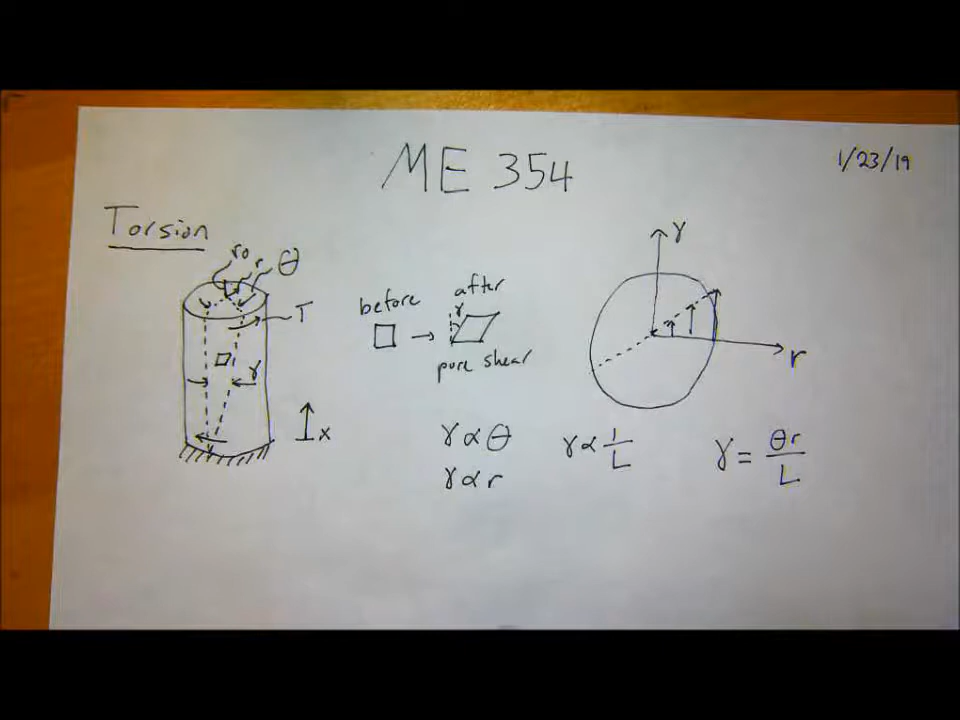 ME 354
1/23/19
Torsion
r₀
r
θ
T
γ
x
before
after
γ
pure shear
γ
r
γ ∝ θ
γ ∝ r
γ ∝ 1/L
γ = θr/L